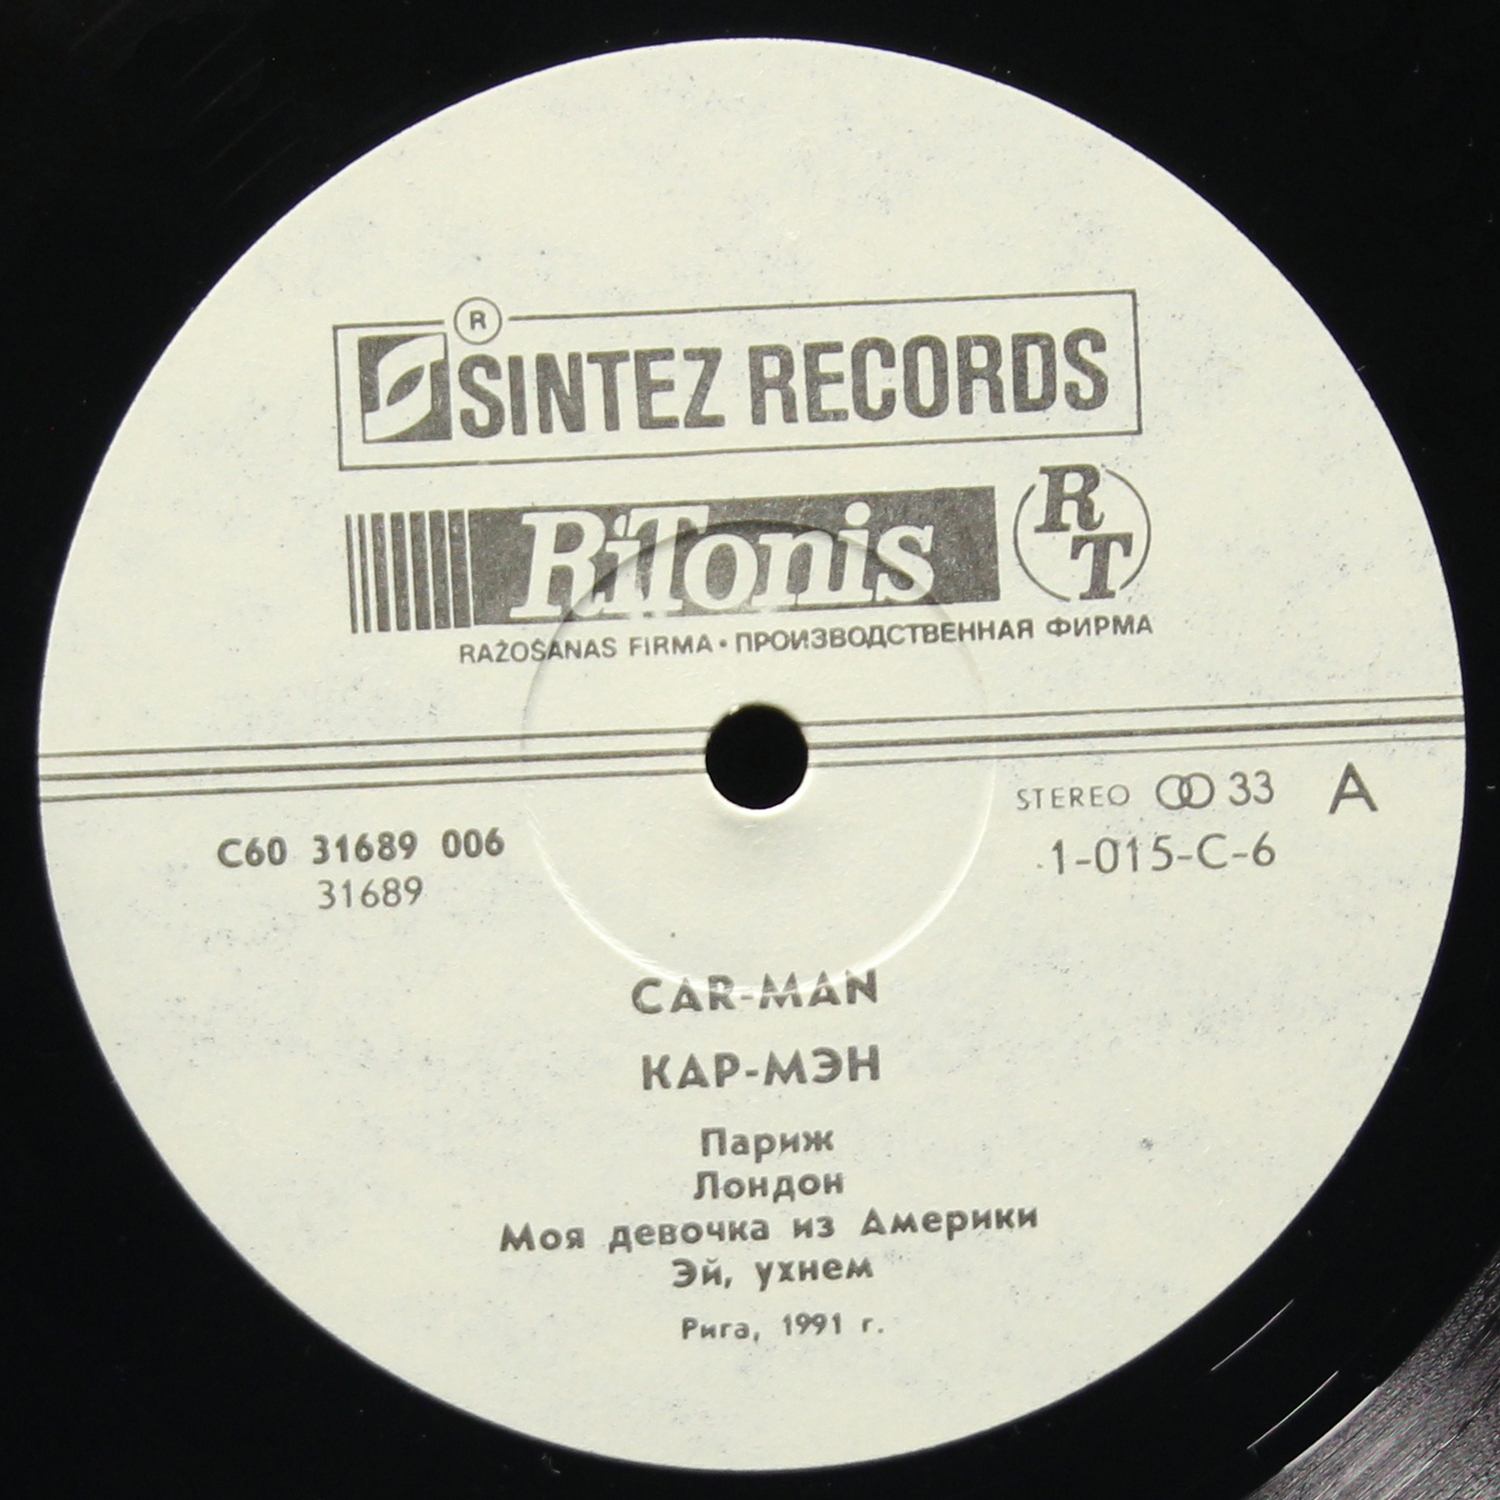 ®
SINTEZ RECORDS
RiTonis RT
RAŽOŠANAS FIRMA • ПРОИЗВОДСТВЕННАЯ ФИРМА
STEREO 33 A
С60 31689 006 1-015-C-6
31689
CAR-MAN
КАР-МЭН
Париж
Лондон
Моя девочка из Америки
Эй, ухнем
Рига, 1991 г.